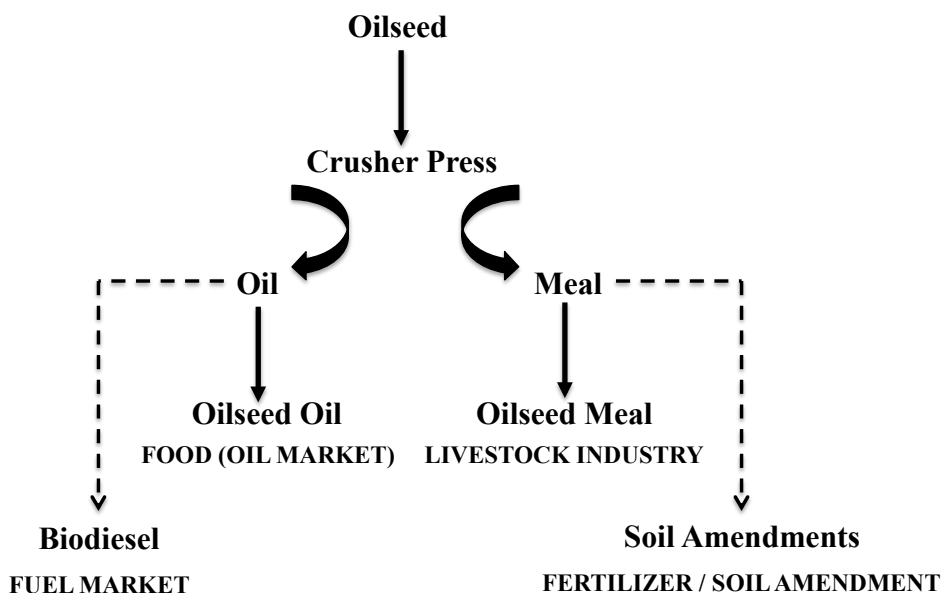 Oilseed
Crusher Press
Oil
Meal
Oilseed Oil
Oilseed Meal
FOOD (OIL MARKET)
LIVESTOCK INDUSTRY
Biodiesel
Soil Amendments
FUEL MARKET
FERTILIZER / SOIL AMENDMENT